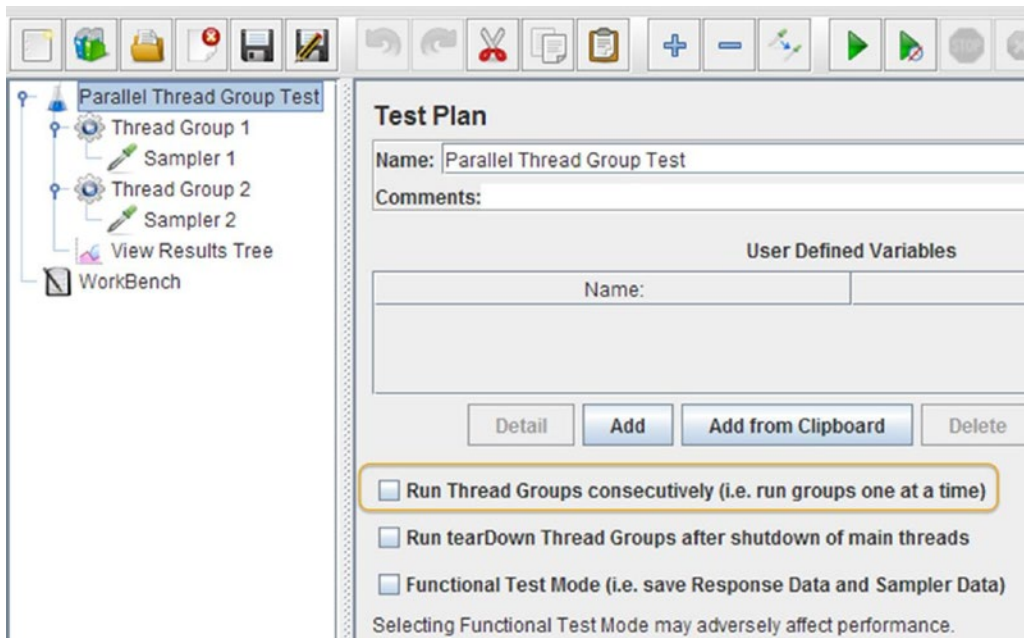 STOP
Parallel Thread Group Test
Thread Group 1
Sampler 1
Thread Group 2
Sampler 2
View Results Tree
WorkBench
Test Plan
Name: Parallel Thread Group Test
Comments:
User Defined Variables
Name:
Detail Add Add from Clipboard Delete
Run Thread Groups consecutively (i.e. run groups one at a time)
Run tearDown Thread Groups after shutdown of main threads
Functional Test Mode (i.e. save Response Data and Sampler Data)
Selecting Functional Test Mode may adversely affect performance.